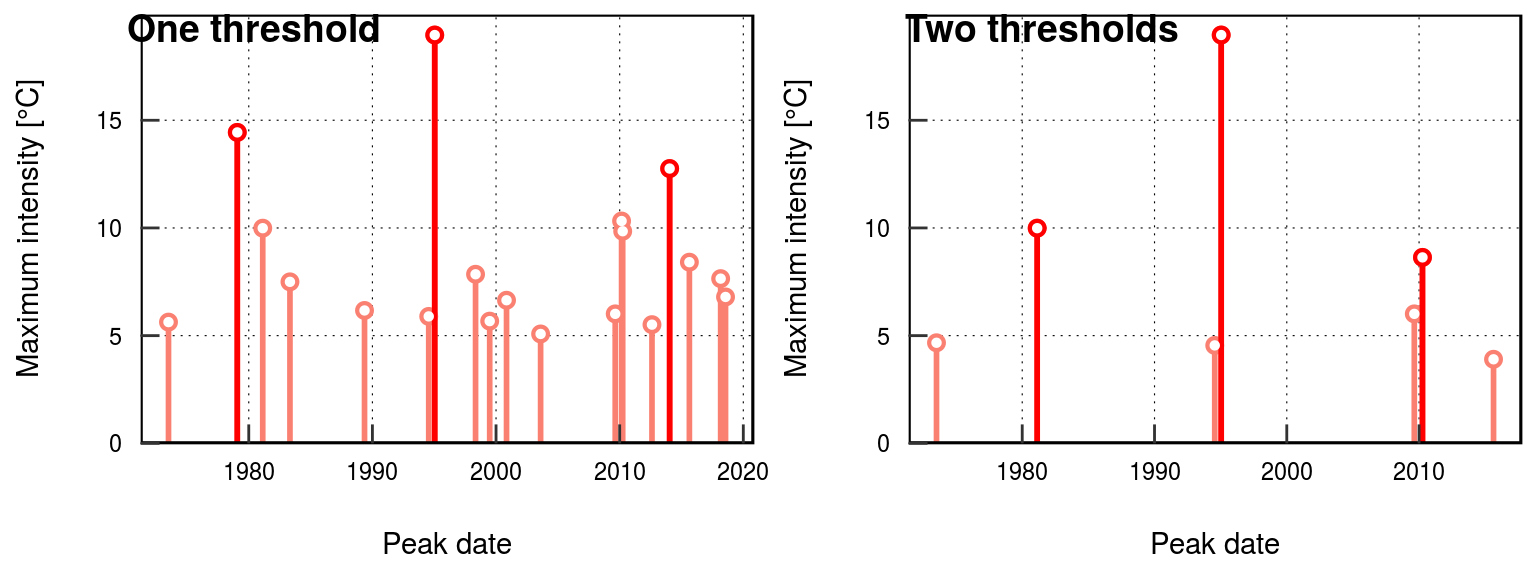 One threshold
Maximum intensity [°C]
15
10
5
0
1980 1990 2000 2010 2020
Peak date
Two thresholds
Maximum intensity [°C]
15
10
5
0
1980 1990 2000 2010
Peak date